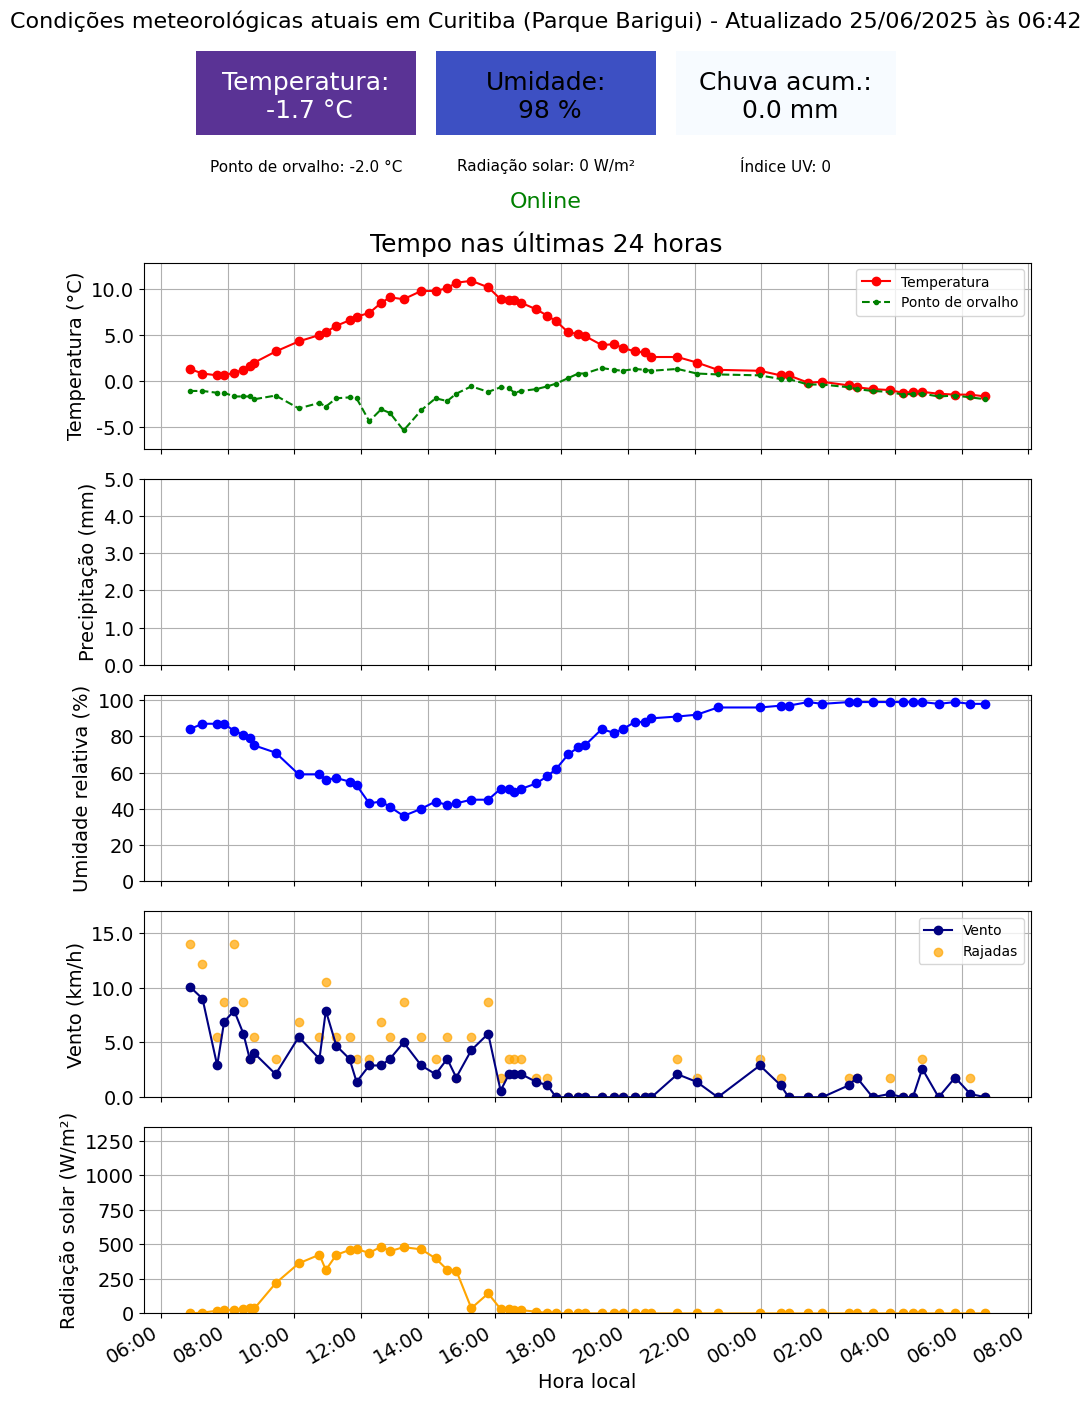 Condições meteorológicas atuais em Curitiba (Parque Barigui) - Atualizado 25/06/2025 às 06:42
Temperatura:
-1.7 °C
Umidade:
98 %
Chuva acum.:
0.0 mm
Ponto de orvalho: -2.0 °C
Radiação solar: 0 W/m²
Índice UV: 0
Online
Tempo nas últimas 24 horas
Temperatura (°C)
10.0
5.0
0.0
-5.0
Temperatura
Ponto de orvalho
Precipitação (mm)
5.0
4.0
3.0
2.0
1.0
0.0
Umidade relativa (%)
100
80
60
40
20
0
Vento (km/h)
15.0
10.0
5.0
0.0
Vento
Rajadas
Radiação solar (W/m²)
1250
1000
750
500
250
0
06:00
08:00
10:00
12:00
14:00
16:00
18:00
20:00
22:00
00:00
02:00
04:00
06:00
08:00
Hora local